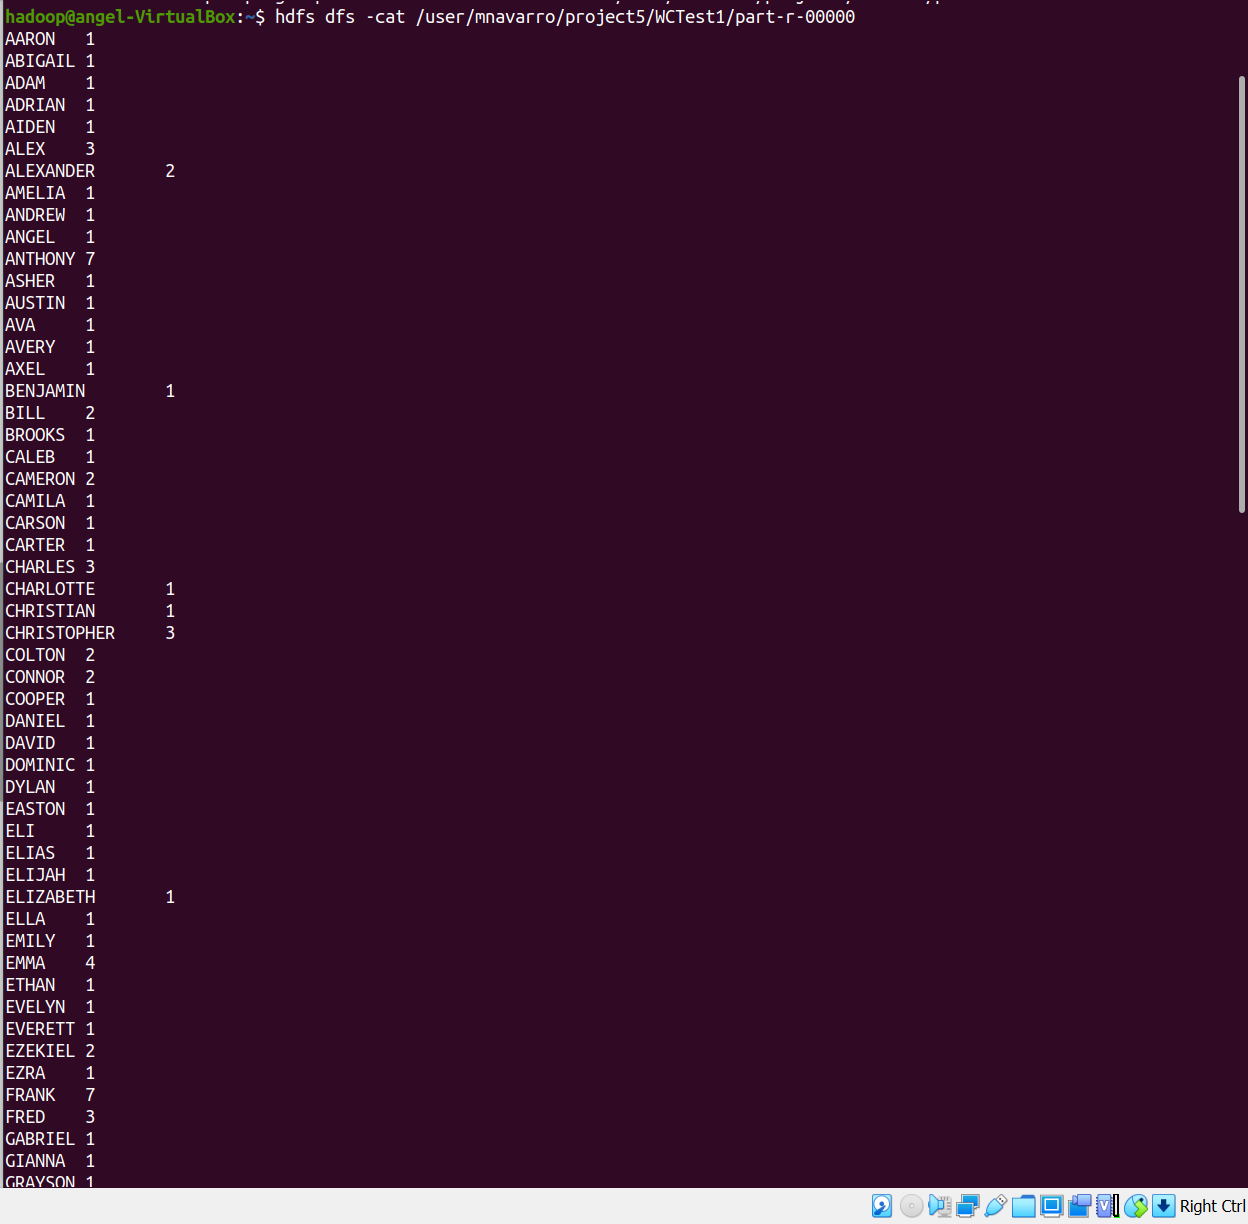 hadoop@angel-VirtualBox:~$ hdfs dfs -cat /user/mnavarro/project5/WCTest1/part-r-00000
AARON 1
ABIGAIL 1
ADAM 1
ADRIAN 1
AIDEN 1
ALEX 3
ALEXANDER 2
AMELIA 1
ANDREW 1
ANGEL 1
ANTHONY 7
ASHER 1
AUSTIN 1
AVA 1
AVERY 1
AXEL 1
BENJAMIN 1
BILL 2
BROOKS 1
CALEB 1
CAMERON 2
CAMILA 1
CARSON 1
CARTER 1
CHARLES 3
CHARLOTTE 1
CHRISTIAN 1
CHRISTOPHER 3
COLTON 2
CONNOR 2
COOPER 1
DANIEL 1
DAVID 1
DOMINIC 1
DYLAN 1
EASTON 1
ELI 1
ELIAS 1
ELIJAH 1
ELIZABETH 1
ELLA 1
EMILY 1
EMMA 4
ETHAN 1
EVELYN 1
EVERETT 1
EZEKIEL 2
EZRA 1
FRANK 7
FRED 3
GABRIEL 1
GIANNA 1
GRAYSON 1
Right Ctrl